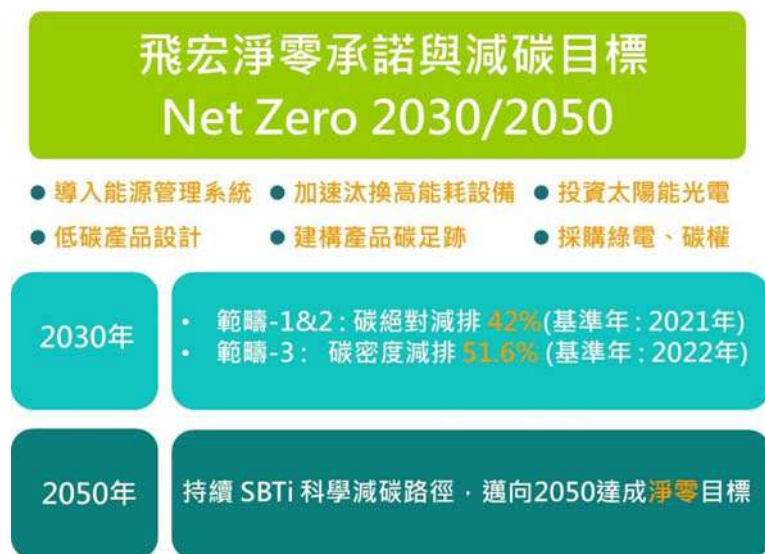 飛宏淨零承諾與減碳目標
Net Zero 2030/2050
● 導入能源管理系統 ● 加速汰換高能耗設備 ● 投資太陽能光電
● 低碳產品設計 ● 建構產品碳足跡 ● 採購綠電、碳權
2030年
• 範疇-1&2 : 碳絕對減排 42%(基準年 : 2021年)
• 範疇-3 : 碳密度減排 51.6% (基準年 : 2022年)
2050年
持續 SBTi 科學減碳路徑，邁向2050達成淨零目標